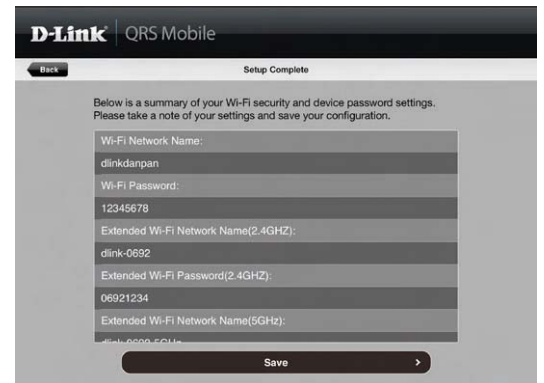 D-Link QRS Mobile
Back
Setup Complete
Below is a summary of your Wi-Fi security and device password settings.
Please take a note of your settings and save your configuration.
Wi-Fi Network Name:
dlinkdanpan
Wi-Fi Password:
12345678
Extended Wi-Fi Network Name(2.4GHZ):
dlink-0692
Extended Wi-Fi Password(2.4GHZ):
06921234
Extended Wi-Fi Network Name(5GHz):
Save